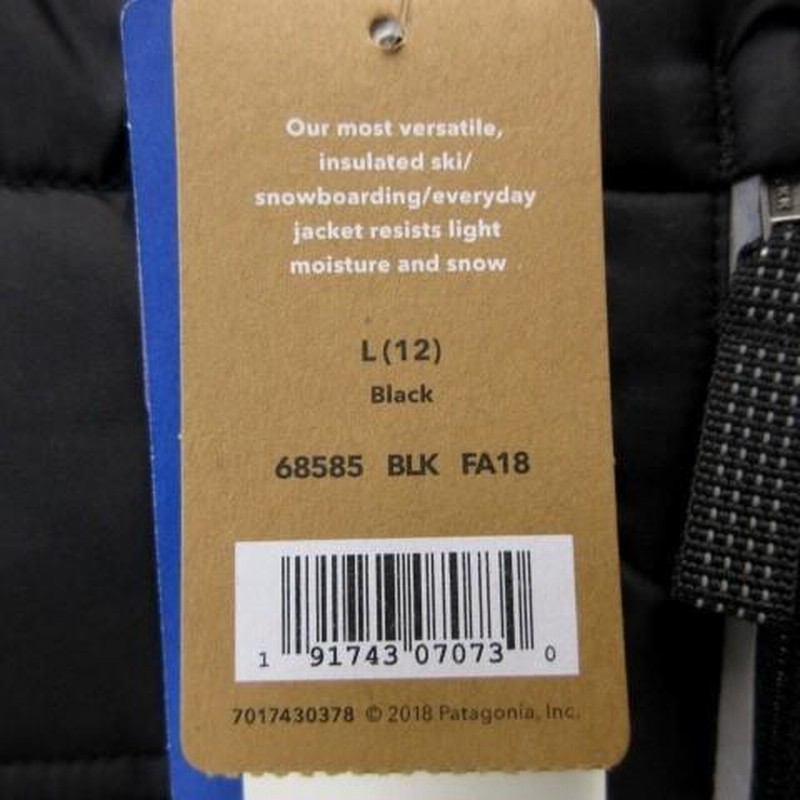 Our most versatile,
insulated ski/
snowboarding/everyday
jacket resists light
moisture and snow
L (12)
Black
68585 BLK FA18
1 91743 07073 0
7017430378 © 2018 Patagonia, Inc.